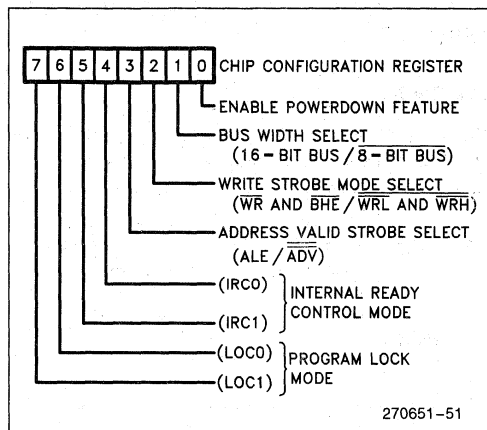 7 6 5 4 3 2 1 0 CHIP CONFIGURATION REGISTER
ENABLE POWERDOWN FEATURE
BUS WIDTH SELECT
(16-BIT BUS / 8-BIT BUS)
WRITE STROBE MODE SELECT
(WR AND BHE / WRL AND WRH)
ADDRESS VALID STROBE SELECT
(ALE / ADV)
(IRC0)
INTERNAL READY
CONTROL MODE
(IRC1)
(LOC0)
PROGRAM LOCK
MODE
(LOC1)
270651-51